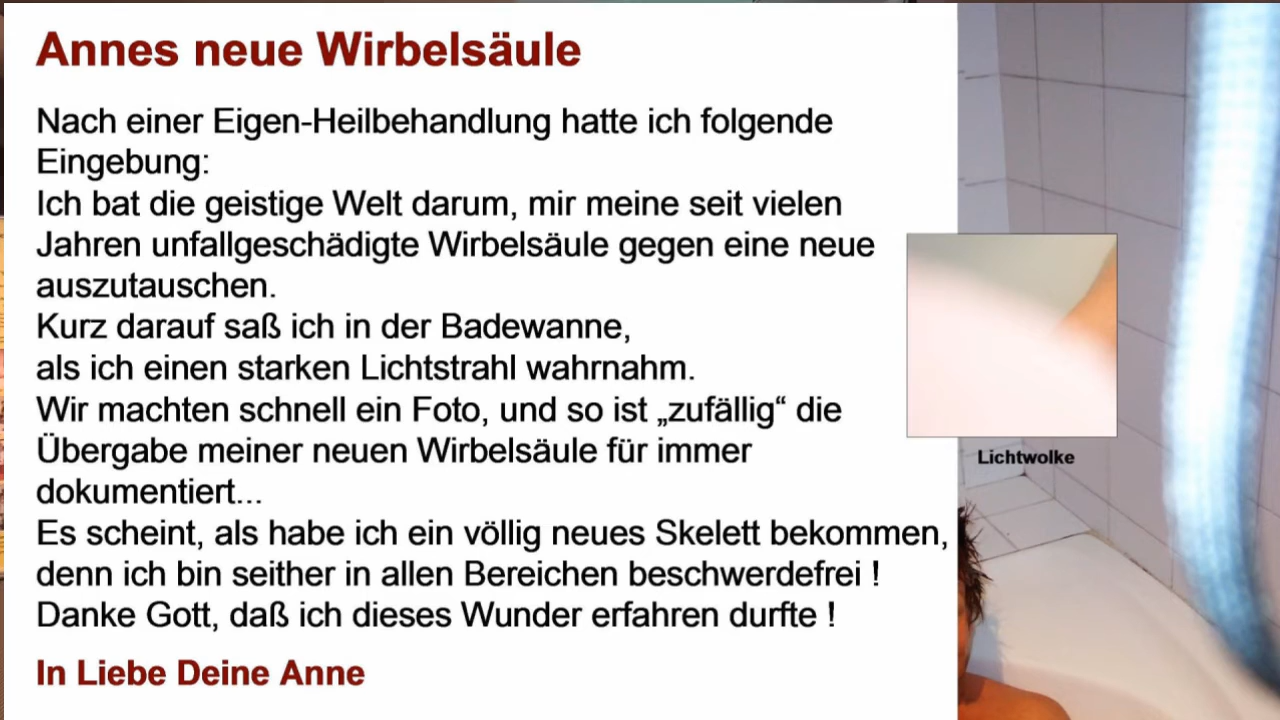 Annes neue Wirbelsäule
Nach einer Eigen-Heilbehandlung hatte ich folgende
Eingebung:
Ich bat die geistige Welt darum, mir meine seit vielen
Jahren unfallgeschädigte Wirbelsäule gegen eine neue
auszutauschen.
Kurz darauf saß ich in der Badewanne,
als ich einen starken Lichtstrahl wahrnahm.
Wir machten schnell ein Foto, und so ist „zufällig“ die
Übergabe meiner neuen Wirbelsäule für immer
dokumentiert...
Es scheint, als habe ich ein völlig neues Skelett bekommen,
denn ich bin seither in allen Bereichen beschwerdefrei !
Danke Gott, daß ich dieses Wunder erfahren durfte !
In Liebe Deine Anne
Lichtwolke